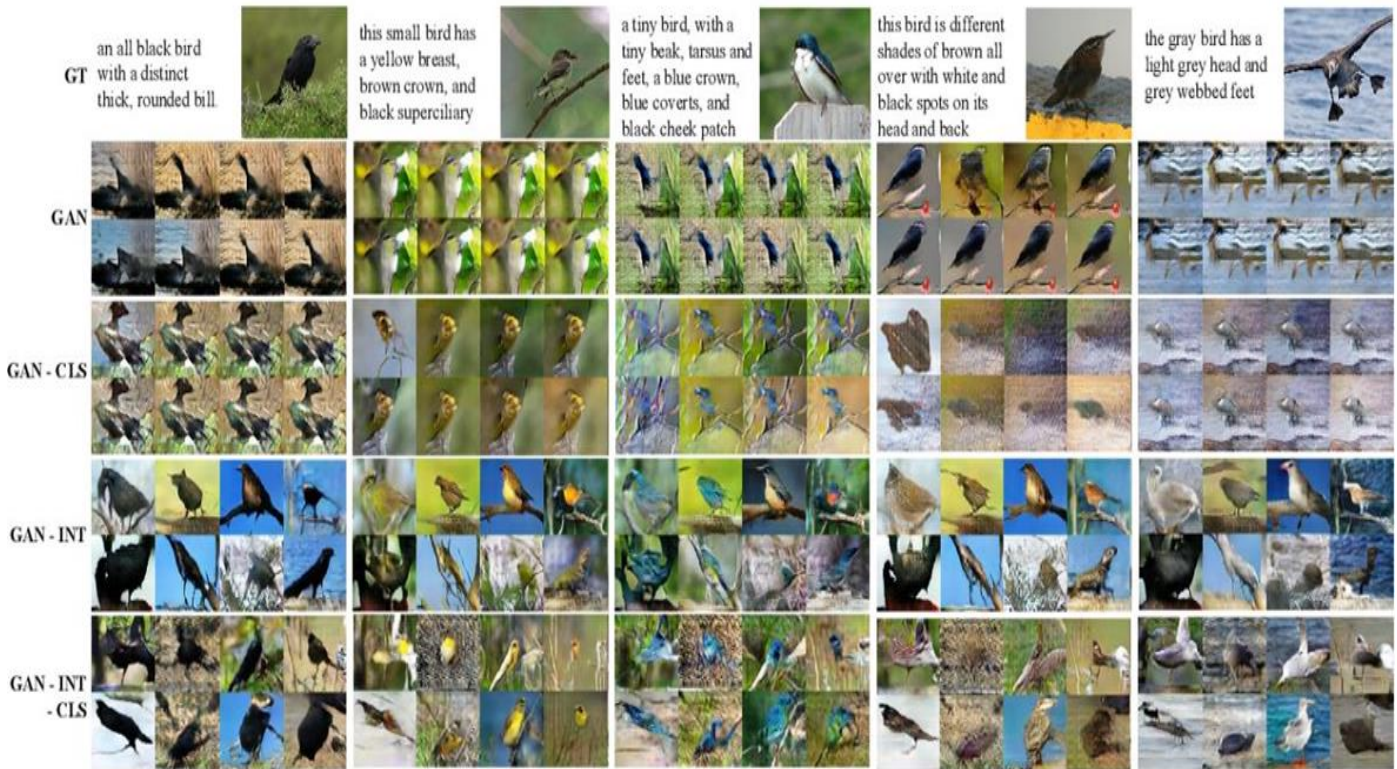 GT
an all black bird
with a distinct
thick, rounded bill.
this small bird has
a yellow breast,
brown crown, and
black superciliary
a tiny bird, with a
tiny beak, tarsus and
feet, a blue crown,
blue coverts, and
black cheek patch
this bird is different
shades of brown all
over with white and
black spots on its
head and back
the gray bird has a
light grey head and
grey webbed feet
GAN
GAN - CLS
GAN - INT
GAN - INT
- CLS